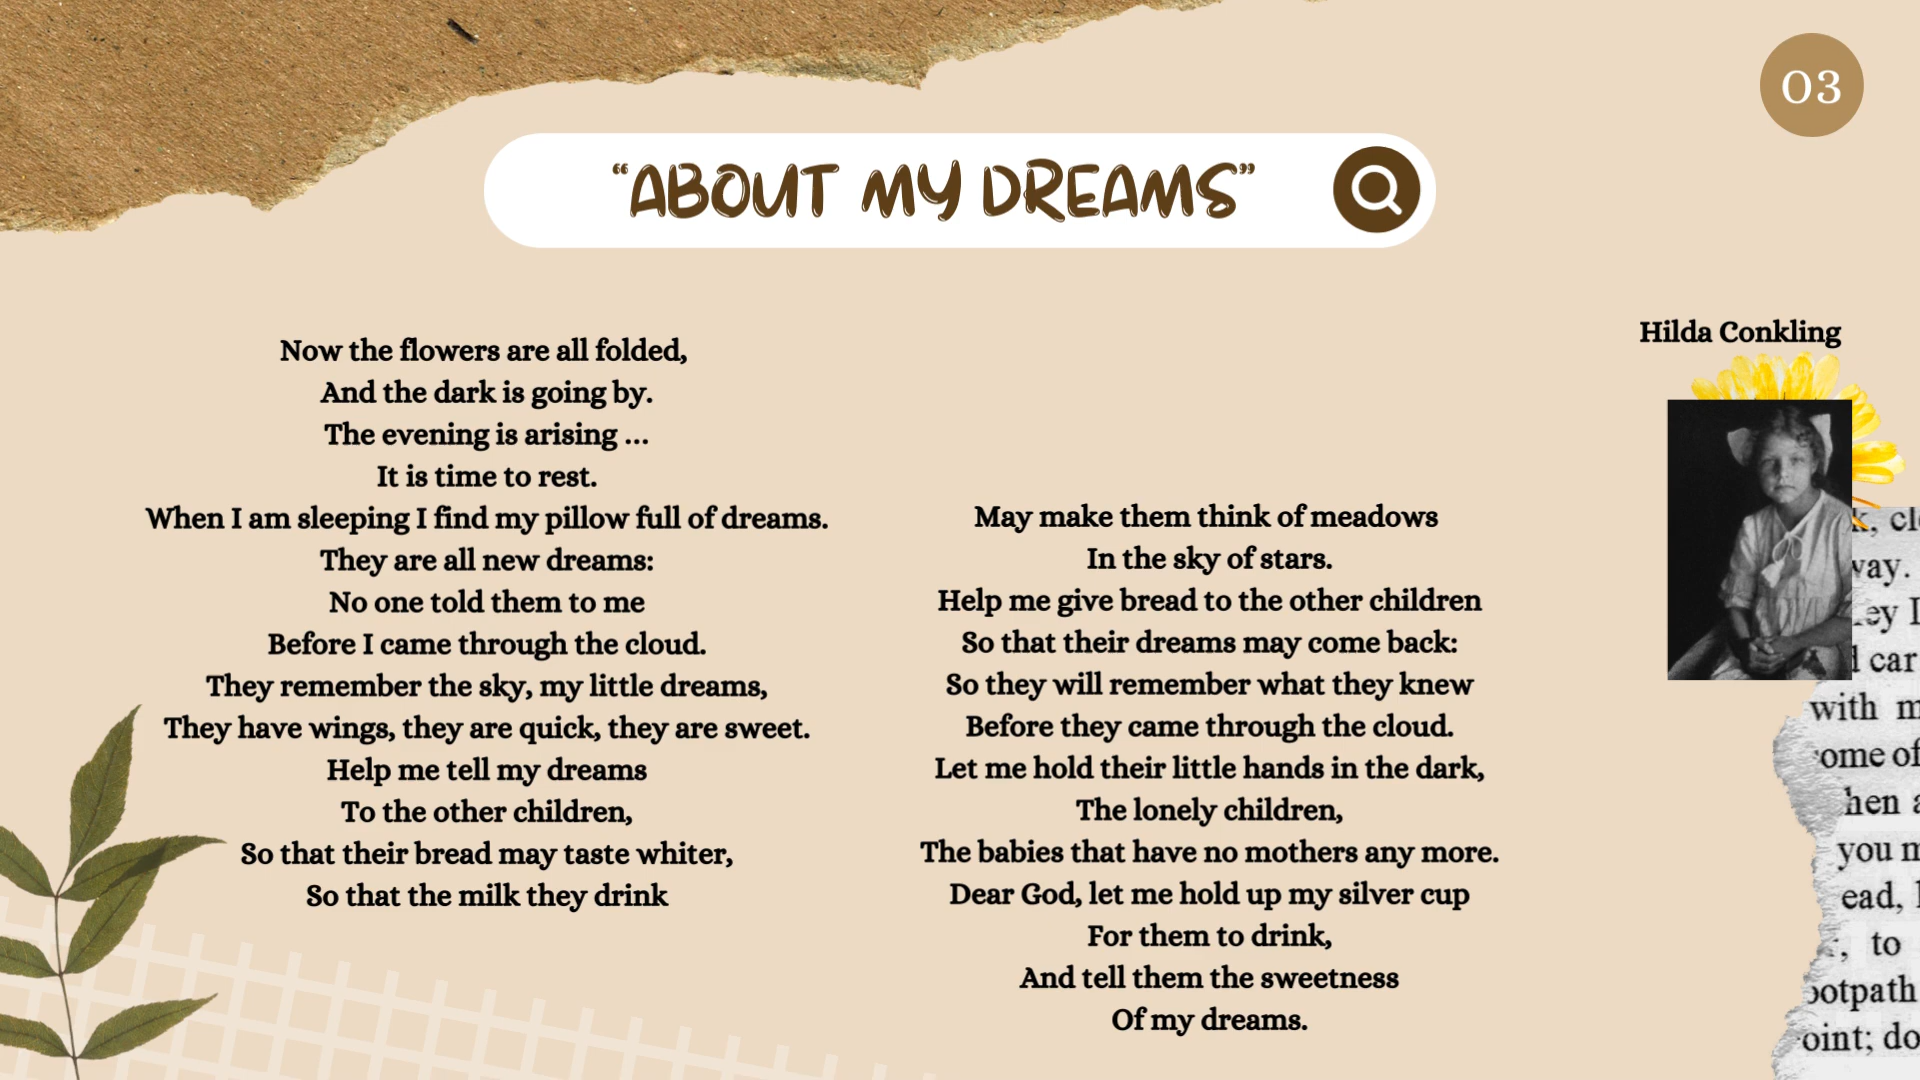 03
“ABOUT MY DREAMS”
Now the flowers are all folded,
And the dark is going by.
The evening is arising ...
It is time to rest.
When I am sleeping I find my pillow full of dreams.
They are all new dreams:
No one told them to me
Before I came through the cloud.
They remember the sky, my little dreams,
They have wings, they are quick, they are sweet.
Help me tell my dreams
To the other children,
So that their bread may taste whiter,
So that the milk they drink
May make them think of meadows
In the sky of stars.
Help me give bread to the other children
So that their dreams may come back:
So they will remember what they knew
Before they came through the cloud.
Let me hold their little hands in the dark,
The lonely children,
The babies that have no mothers any more.
Dear God, let me hold up my silver cup
For them to drink,
And tell them the sweetness
Of my dreams.
Hilda Conkling
car
with
of
you
to